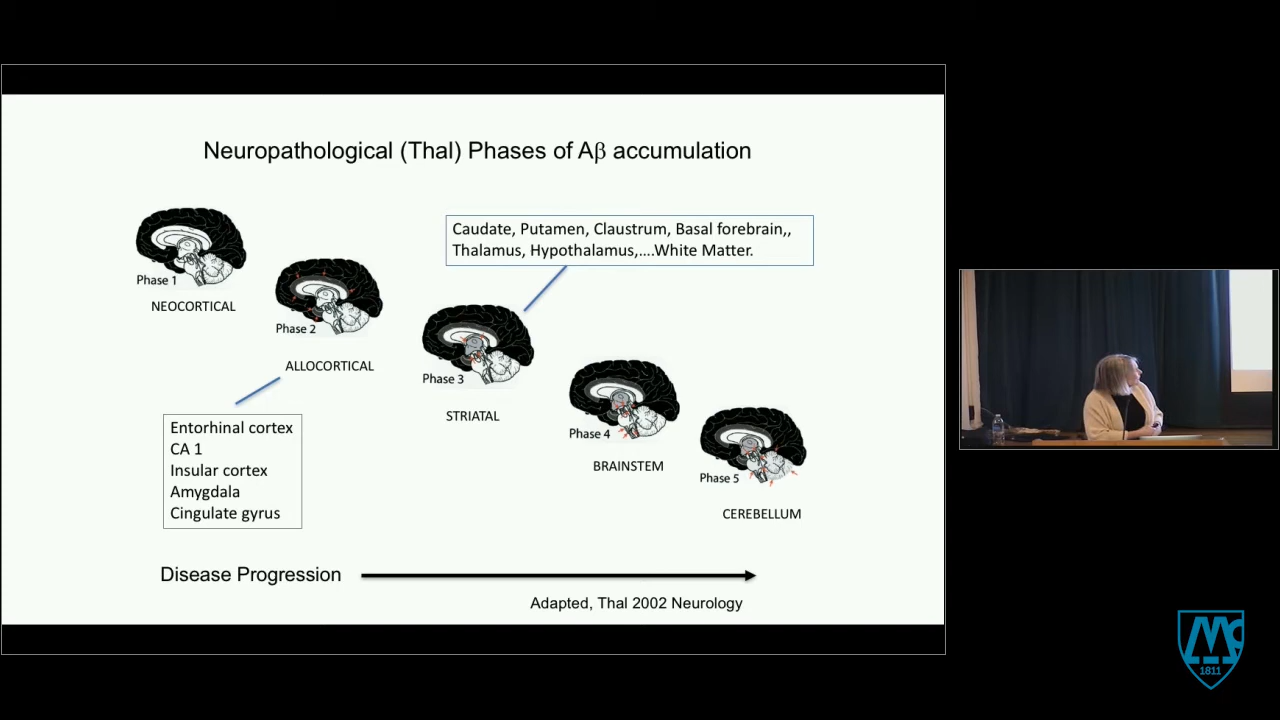 Neuropathological (Thal) Phases of Aβ accumulation
Caudate, Putamen, Claustrum, Basal forebrain,,
Thalamus, Hypothalamus,....White Matter.
Phase 1
NEOCORTICAL
Phase 2
ALLOCORTICAL
Phase 3
STRIATAL
Phase 4
BRAINSTEM
Phase 5
CEREBELLUM
Entorhinal cortex
CA 1
Insular cortex
Amygdala
Cingulate gyrus
Disease Progression
Adapted, Thal 2002 Neurology
Mc
1811